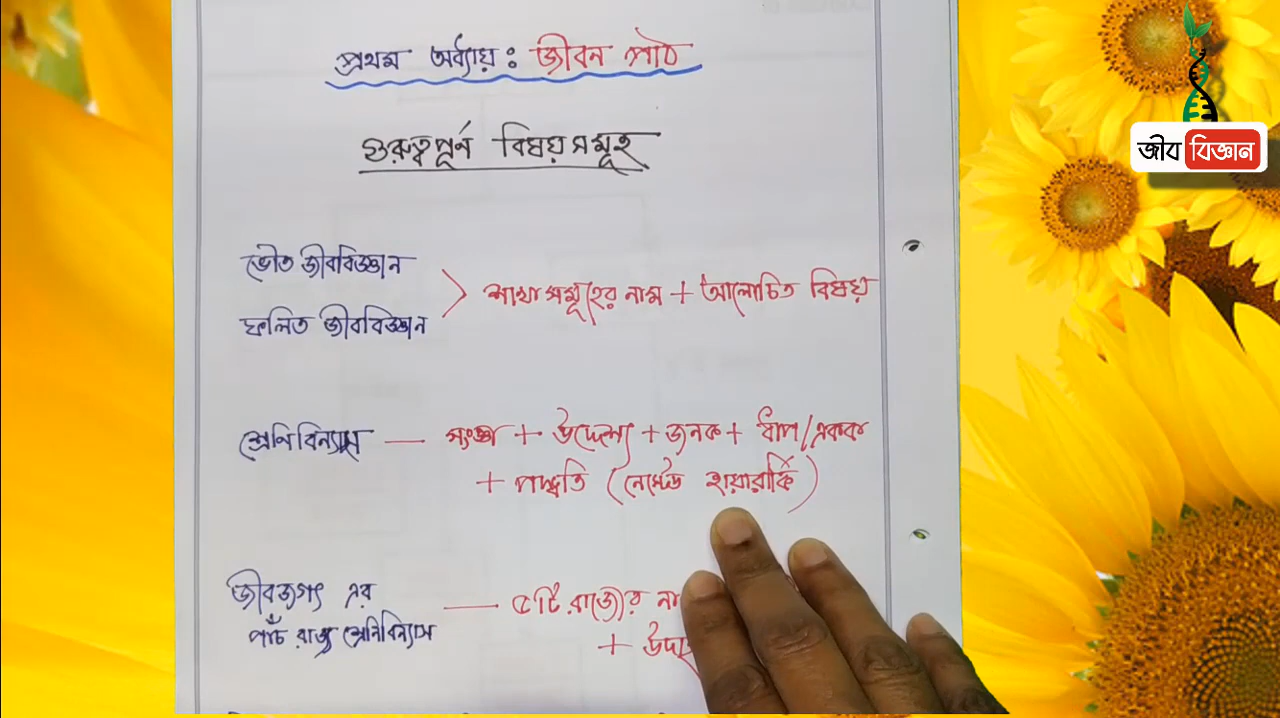 প্রথম অধ্যায় : জীবন পাঠ
জীব বিজ্ঞান
গুরুত্বপূর্ন বিষয়সমূহ
ভৌত জীববিজ্ঞান
ফলিত জীববিজ্ঞান
> শাখাসমূহের নাম + আলোচিত বিষয়
শ্রেণিবিন্যাস — সংজ্ঞা + উদ্দেশ্য + জনক + ধাপ/একক
+ পদ্ধতি (নেস্টেড হায়ারার্কি)
জীবজগৎ এর
পাঁচ রাজ্য শ্রেনিবিন্যাস
— ৫টি রাজ্যের
+